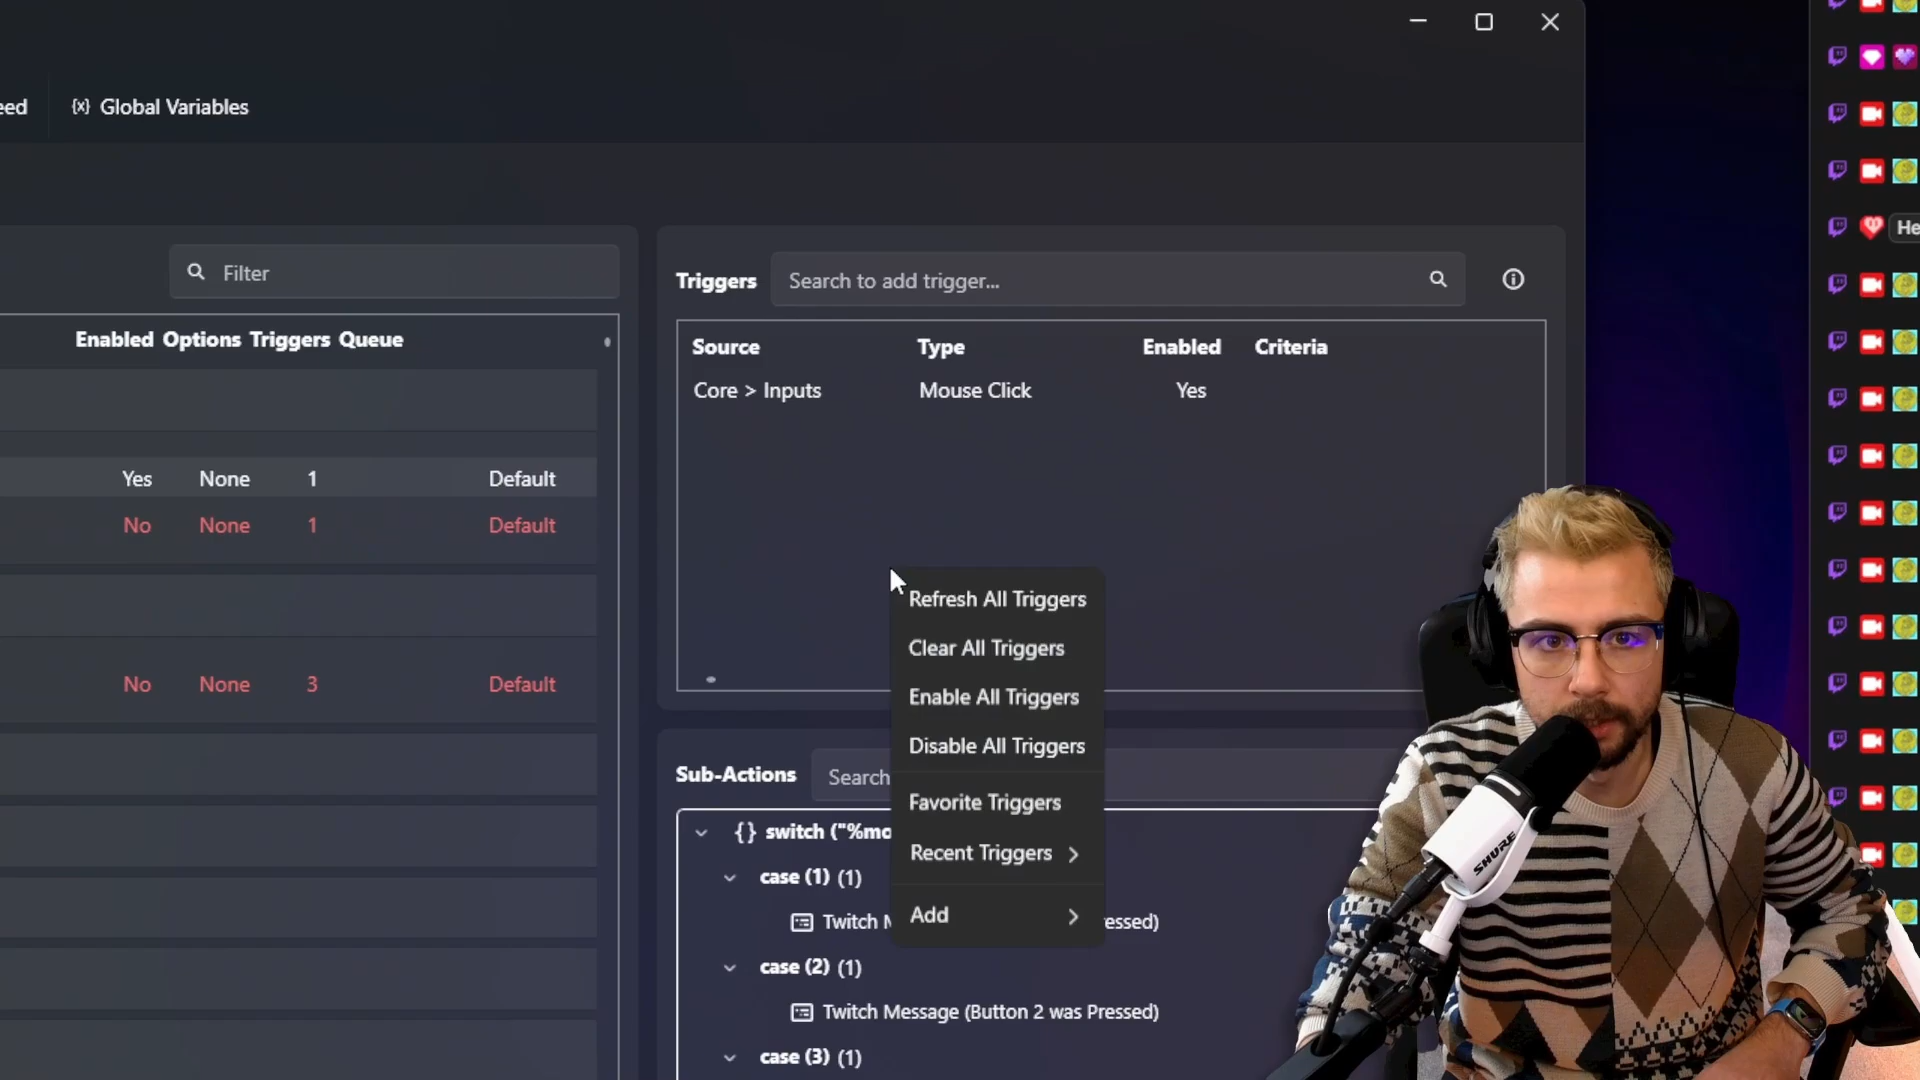 eed
{x} Global Variables
Filter
Enabled Options Triggers Queue
Yes None 1 Default
No None 1 Default
No None 3 Default
Triggers Search to add trigger...
Source Type Enabled Criteria
Core > Inputs Mouse Click Yes
Refresh All Triggers
Clear All Triggers
Enable All Triggers
Disable All Triggers
Favorite Triggers
Recent Triggers
Add
Sub-Actions Search
{} switch ("%mo
case (1) (1)
Twitch M essed)
case (2) (1)
Twitch Message (Button 2 was Pressed)
case (3) (1)
He
SHURE